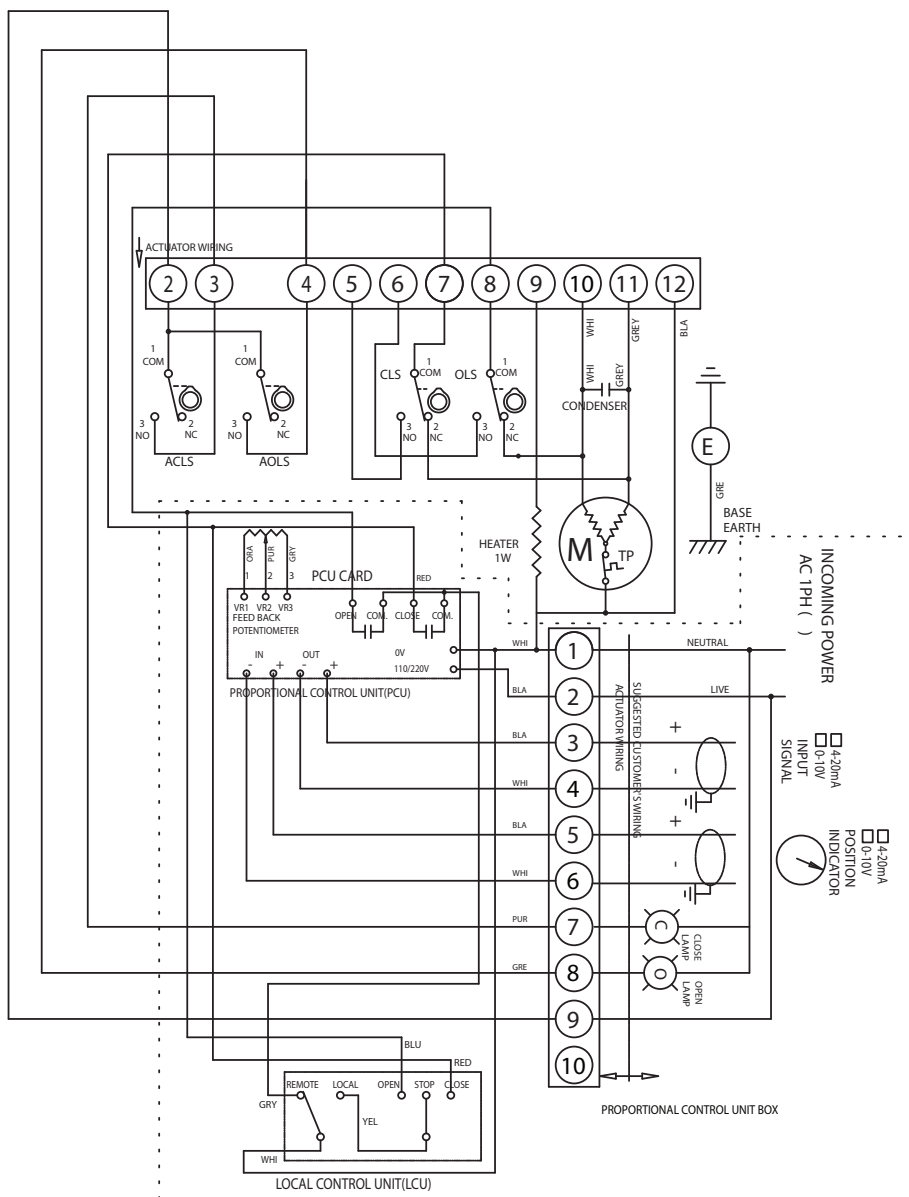 ACTUATOR WIRING
2 3 4 5 6 7 8 9 10 11 12
WHI
GREY
BLA
1
COM
1
COM
CLS
1
COM
OLS
1
COM
WHI
GREY
CONDENSER
3
NO
2
NC
3
NO
2
NC
3
NO
2
NC
3
NO
2
NC
ACLS
AOLS
E
GRE
BASE
EARTH
HEATER
1W
M
TP
ORA
PUR
GRY
1 2 3
PCU CARD
RED
VR1 VR2 VR3
FEED BACK
POTENTIOMETER
OPEN COM. CLOSE COM.
IN OUT
- + - +
0V
110/220V
PROPORTIONAL CONTROL UNIT(PCU)
INCOMING POWER
AC 1PH ( )
WHI 1 NEUTRAL
BLA 2 LIVE
ACTUATOR WIRING
SUGGESTED CUSTOMER'S WIRING
BLA 3 +
WHI 4 -
INPUT
SIGNAL
4-20mA
0-10V
BLA 5 +
WHI 6 -
POSITION
INDICATOR
4-20mA
0-10V
PUR 7 C
CLOSE
LAMP
GRE 8 O
OPEN
LAMP
9
10
BLU
RED
REMOTE LOCAL OPEN STOP CLOSE
GRY
YEL
WHI
LOCAL CONTROL UNIT(LCU)
PROPORTIONAL CONTROL UNIT BOX